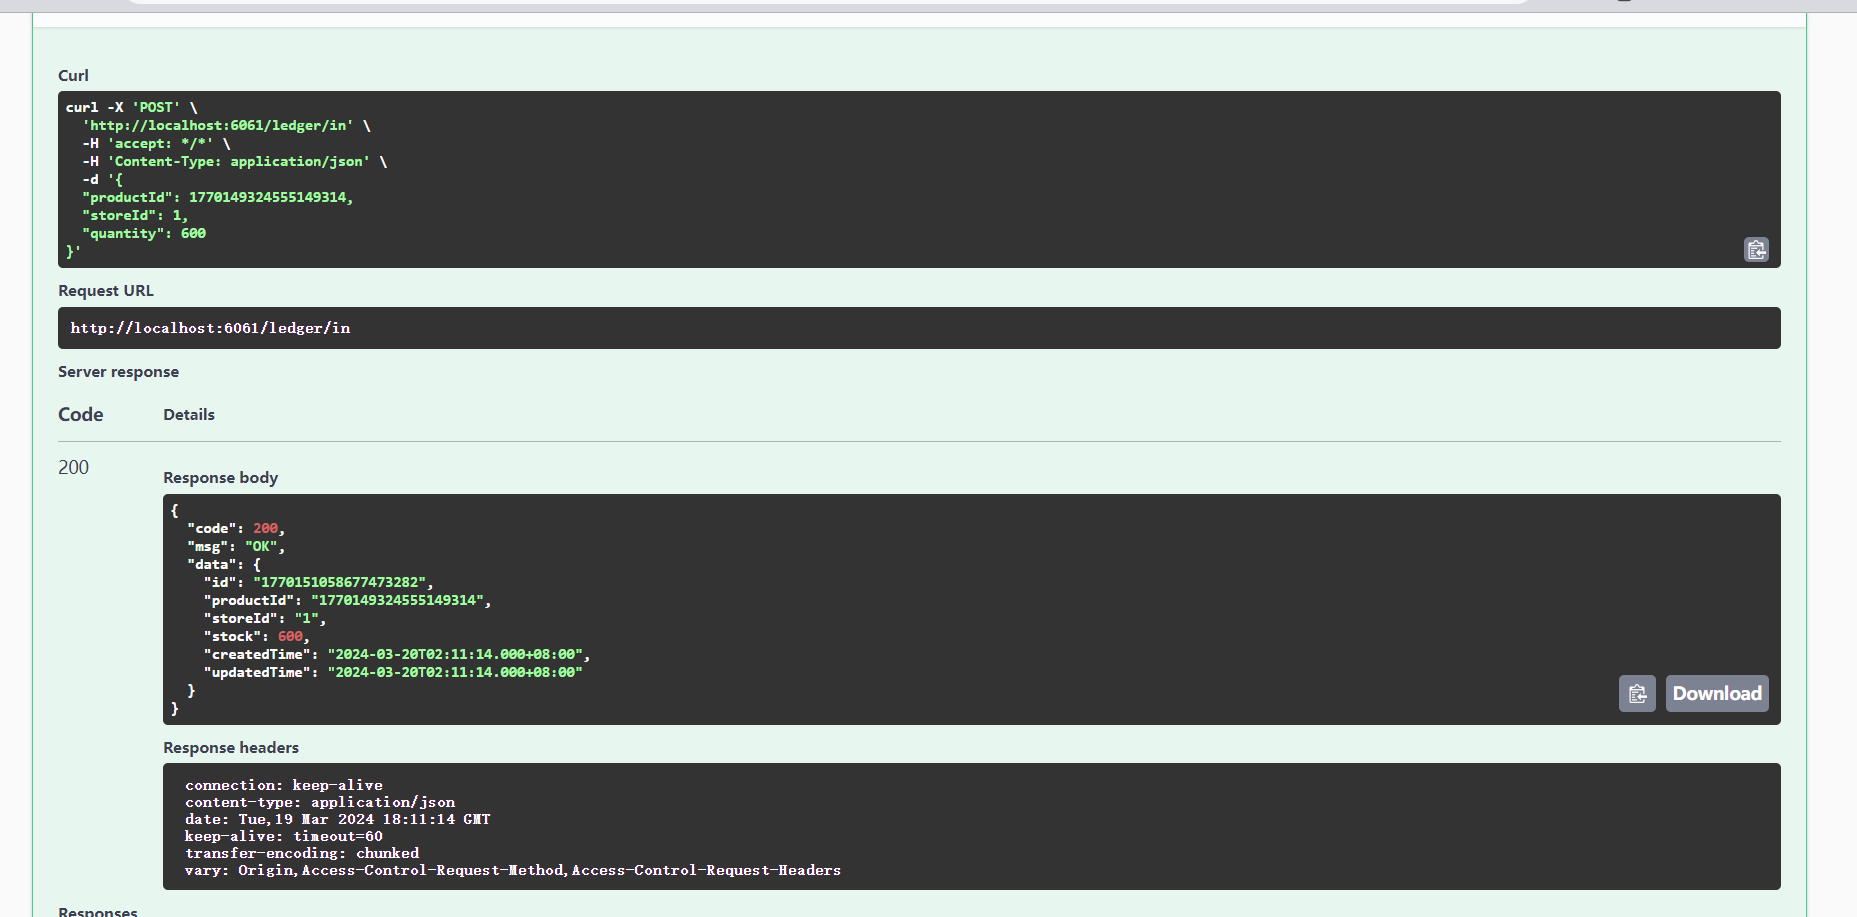 Curl
curl -X 'POST' \
'http://localhost:6061/ledger/in' \
-H 'accept: */*' \
-H 'Content-Type: application/json' \
-d '{
"productId": 1770149324555149314,
"storeId": 1,
"quantity": 600
}'
Request URL
http://localhost:6061/ledger/in
Server response
Code Details
200
Response body
{
"code": 200,
"msg": "OK",
"data": {
"id": "1770151058677473282",
"productId": "1770149324555149314",
"storeId": "1",
"stock": 600,
"createdTime": "2024-03-20T02:11:14.000+08:00",
"updatedTime": "2024-03-20T02:11:14.000+08:00"
}
}
Download
Response headers
connection: keep-alive
content-type: application/json
date: Tue,19 Mar 2024 18:11:14 GMT
keep-alive: timeout=60
transfer-encoding: chunked
vary: Origin,Access-Control-Request-Method,Access-Control-Request-Headers
Responses